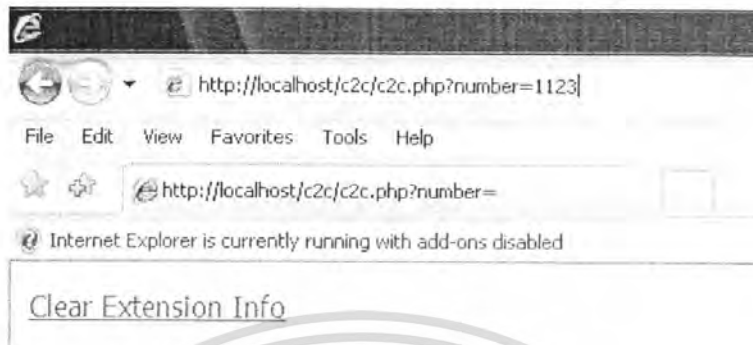 http://localhost/c2c/c2c.php?number=1123
File Edit View Favorites Tools Help
http://localhost/c2c/c2c.php?number=
Internet Explorer is currently running with add-ons disabled
Clear Extension Info